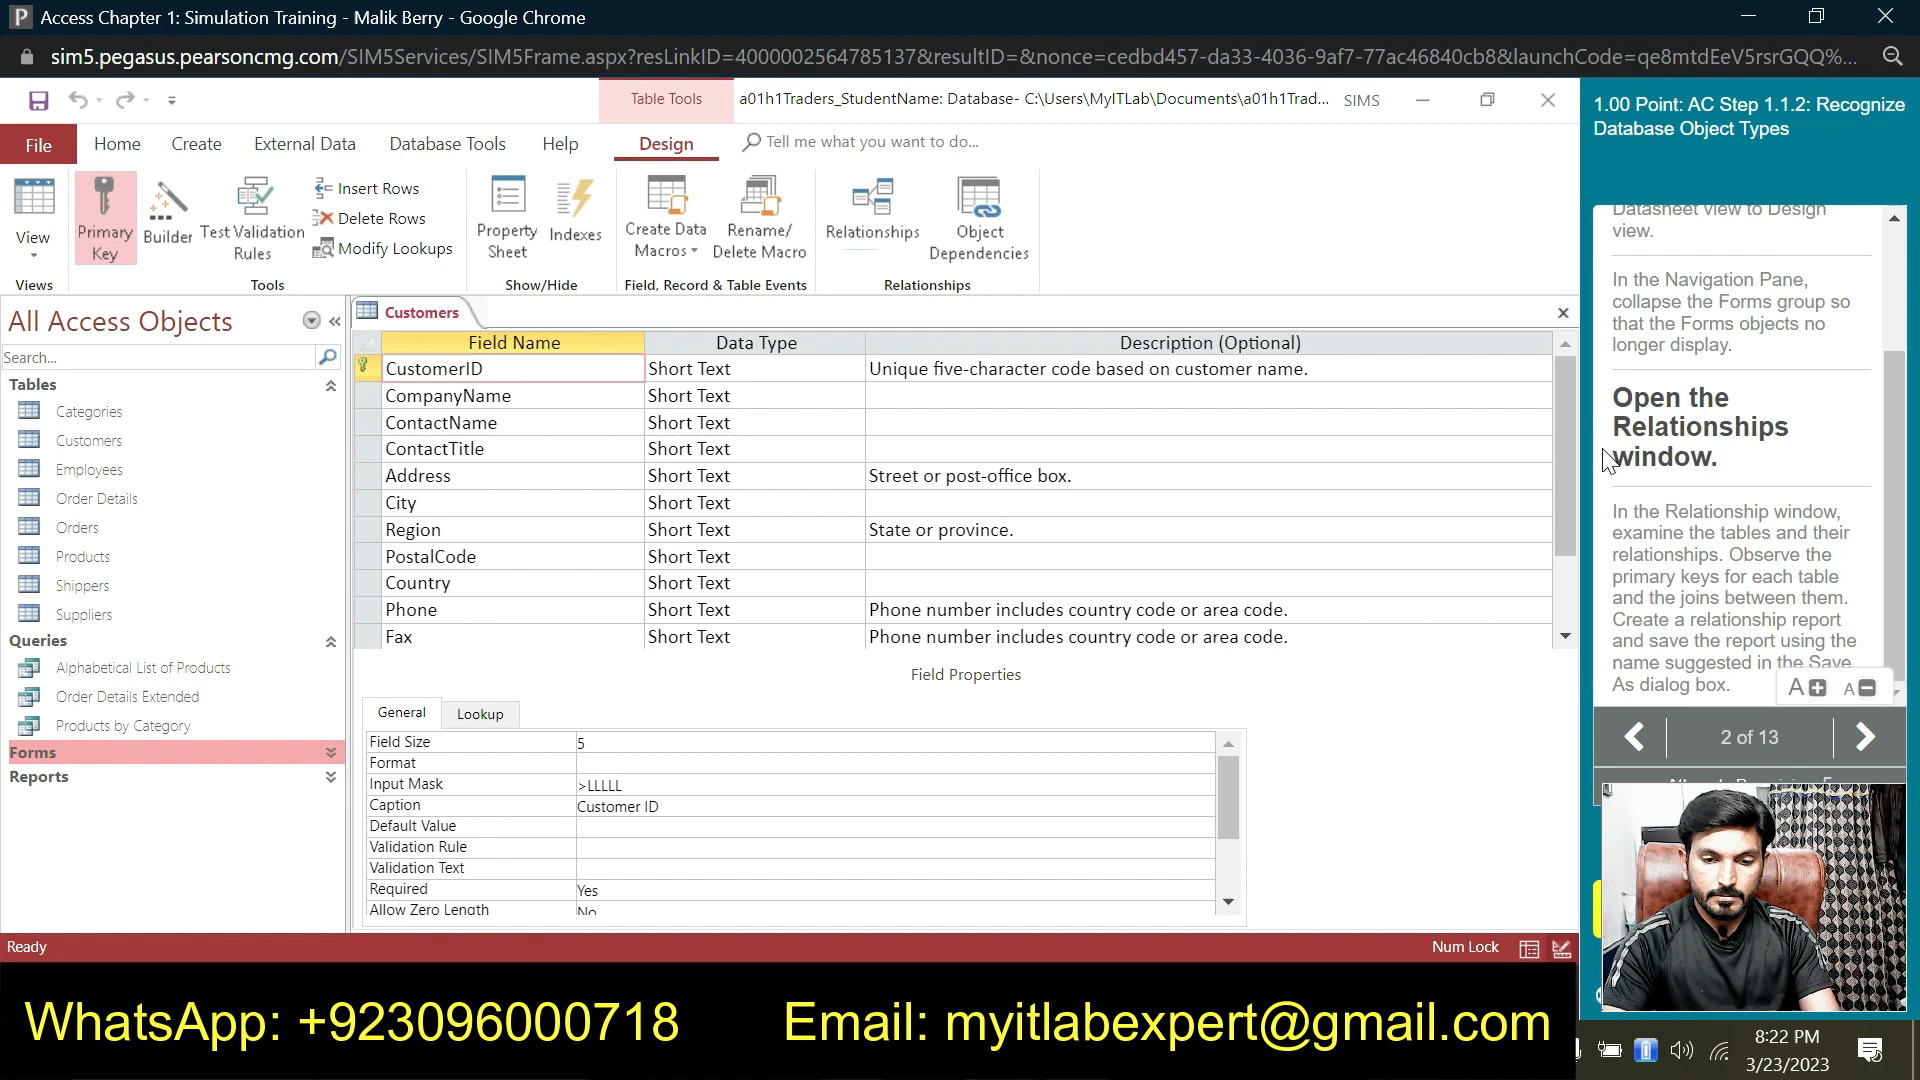 Access Chapter 1: Simulation Training - Malik Berry - Google Chrome
sim5.pegasus.pearsoncmg.com/SIM5Services/SIM5Frame.aspx?resLinkID=4000002564785137&resultID=&nonce=cedbd457-da33-4036-9af7-77ac46840cb8&launchCode=qe8mtdEeV5rsrGQQ%...
Table Tools
a01h1Traders_StudentName: Database- C:\Users\MyITLab\Documents\a01h1Trad...
SIMS
File
Home
Create
External Data
Database Tools
Help
Design
Tell me what you want to do...
View
Primary
Key
Builder
Test Validation
Rules
Insert Rows
Delete Rows
Modify Lookups
Property
Sheet
Indexes
Create Data
Macros
Rename/
Delete Macro
Relationships
Object
Dependencies
Views
Tools
Show/Hide
Field, Record & Table Events
Relationships
All Access Objects
Search...
Tables
Categories
Customers
Employees
Order Details
Orders
Products
Shippers
Suppliers
Queries
Alphabetical List of Products
Order Details Extended
Products by Category
Forms
Reports
Customers
Field Name Data Type Description (Optional)
CustomerID Short Text Unique five-character code based on customer name.
CompanyName Short Text
ContactName Short Text
ContactTitle Short Text
Address Short Text Street or post-office box.
City Short Text
Region Short Text State or province.
PostalCode Short Text
Country Short Text
Phone Short Text Phone number includes country code or area code.
Fax Short Text Phone number includes country code or area code.
Field Properties
General Lookup
Field Size 5
Format
Input Mask >LLLLL
Caption Customer ID
Default Value
Validation Rule
Validation Text
Required Yes
Allow Zero Length No
Ready
Num Lock
1.00 Point: AC Step 1.1.2: Recognize
Database Object Types
Datasheet view to Design
view.
In the Navigation Pane,
collapse the Forms group so
that the Forms objects no
longer display.
Open the
Relationships
window.
In the Relationship window,
examine the tables and their
relationships. Observe the
primary keys for each table
and the joins between them.
Create a relationship report
and save the report using the
name suggested in the Save
As dialog box.
A A
2 of 13
WhatsApp: +923096000718
Email: myitlabexpert@gmail.com
8:22 PM
3/23/2023